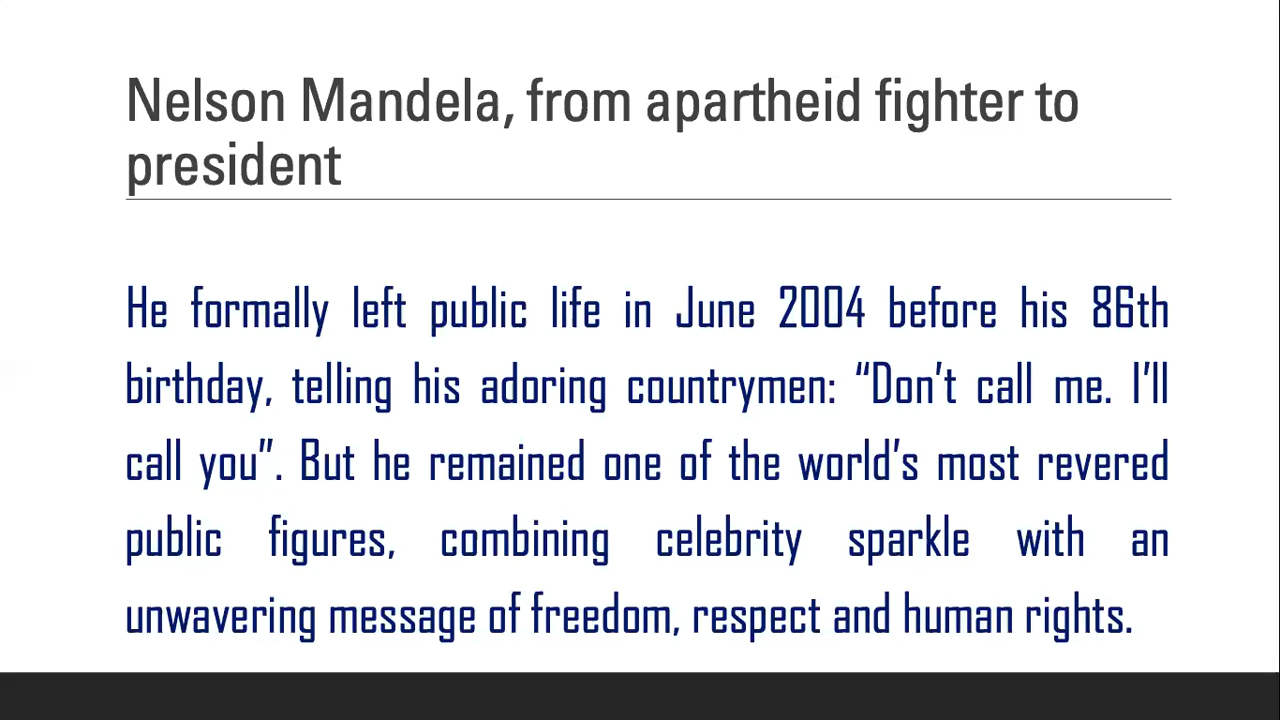 Nelson Mandela, from apartheid fighter to
president
He formally left public life in June 2004 before his 86th
birthday, telling his adoring countrymen: “Don’t call me. I’ll
call you”. But he remained one of the world’s most revered
public figures, combining celebrity sparkle with an
unwavering message of freedom, respect and human rights.